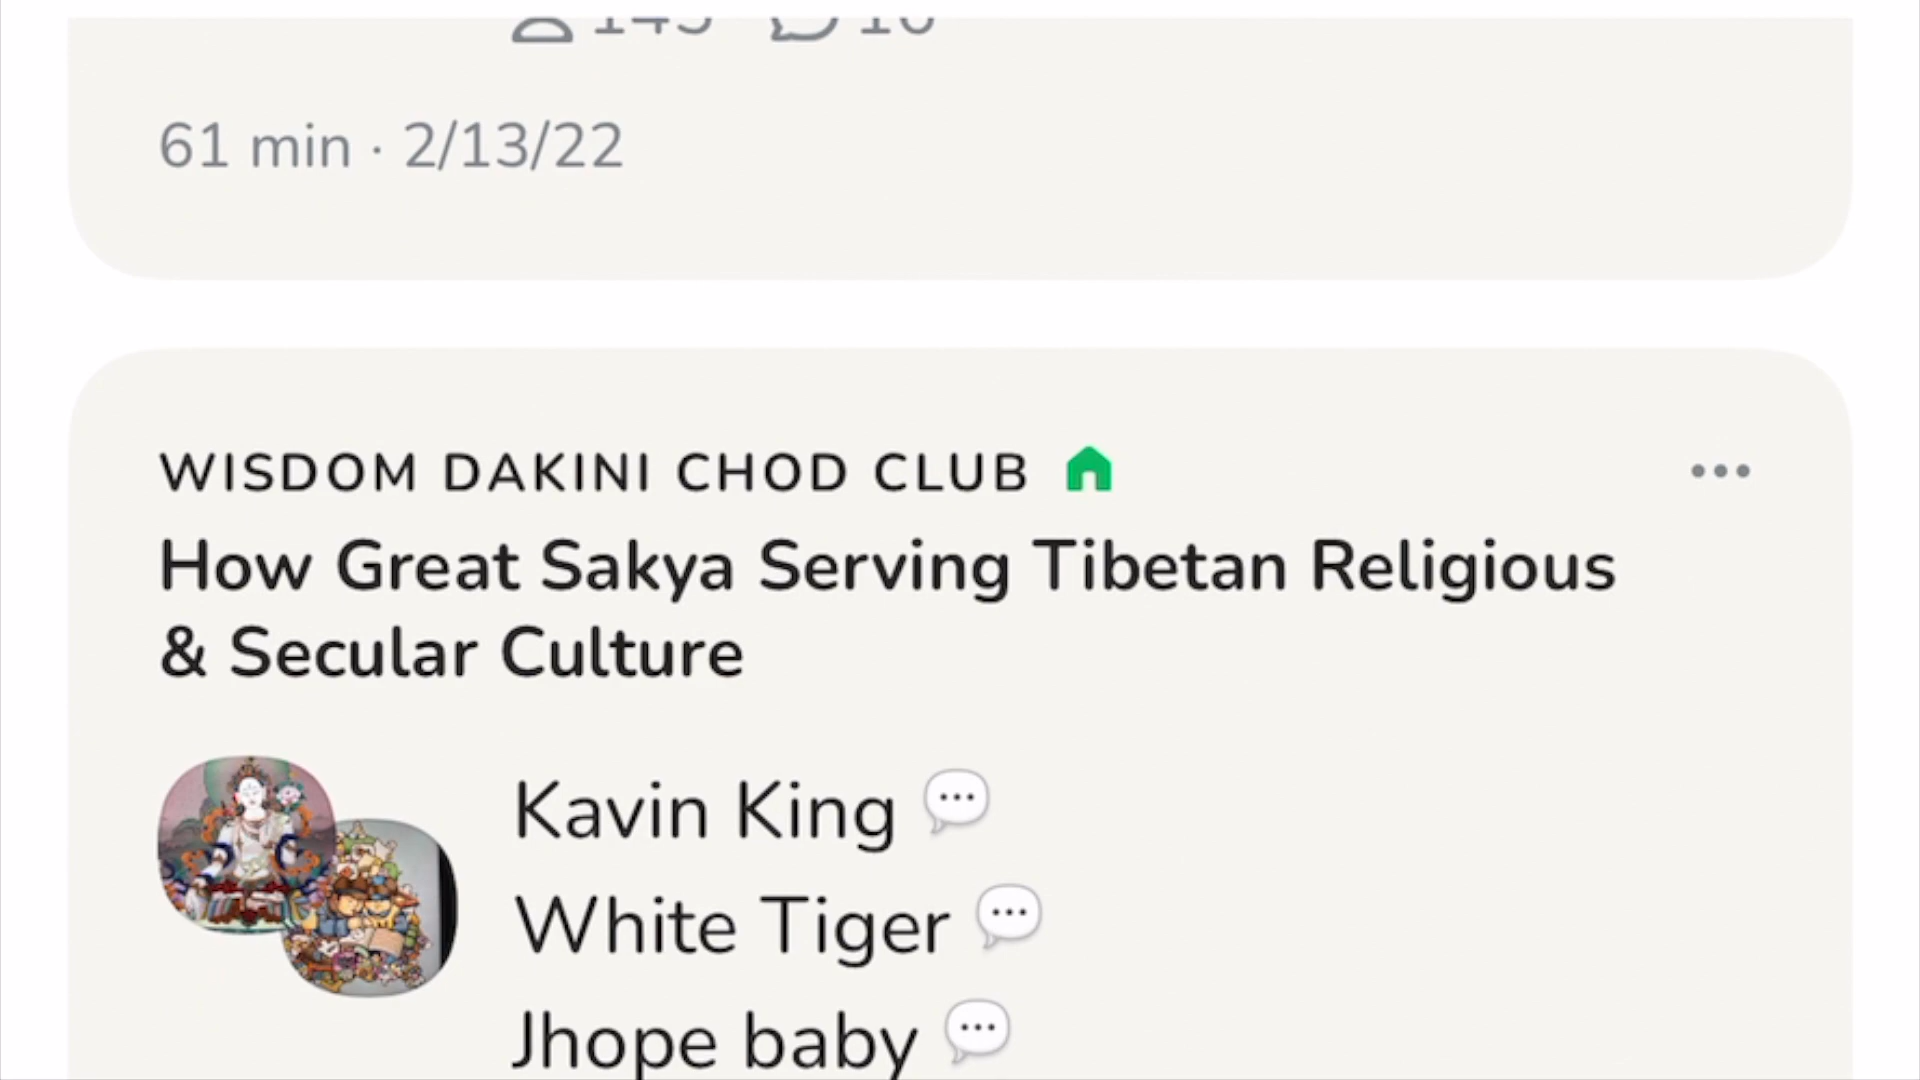 61 min · 2/13/22
WISDOM DAKINI CHOD CLUB
How Great Sakya Serving Tibetan Religious
& Secular Culture
Kavin King
White Tiger
Jhope baby